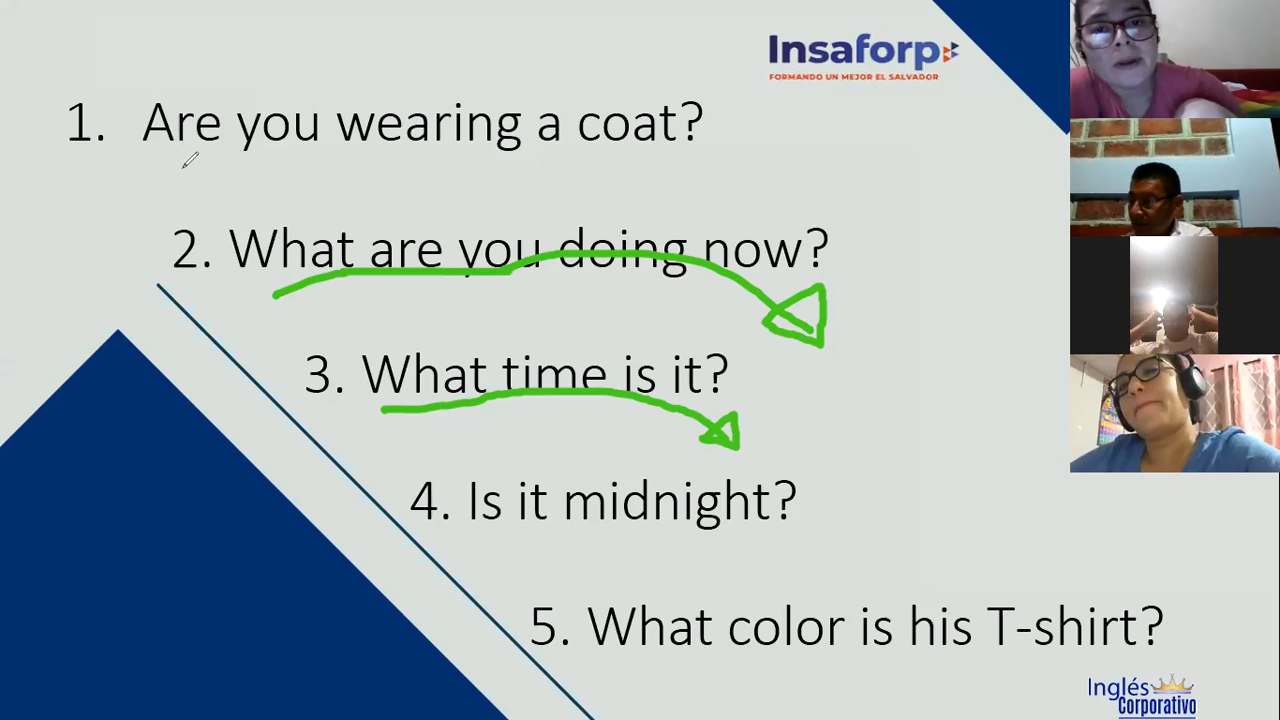 Insaforp
FORMANDO UN MEJOR EL SALVADOR
1. Are you wearing a coat?
2. What are you doing now?
3. What time is it?
4. Is it midnight?
5. What color is his T-shirt?
Inglés
Corporativo